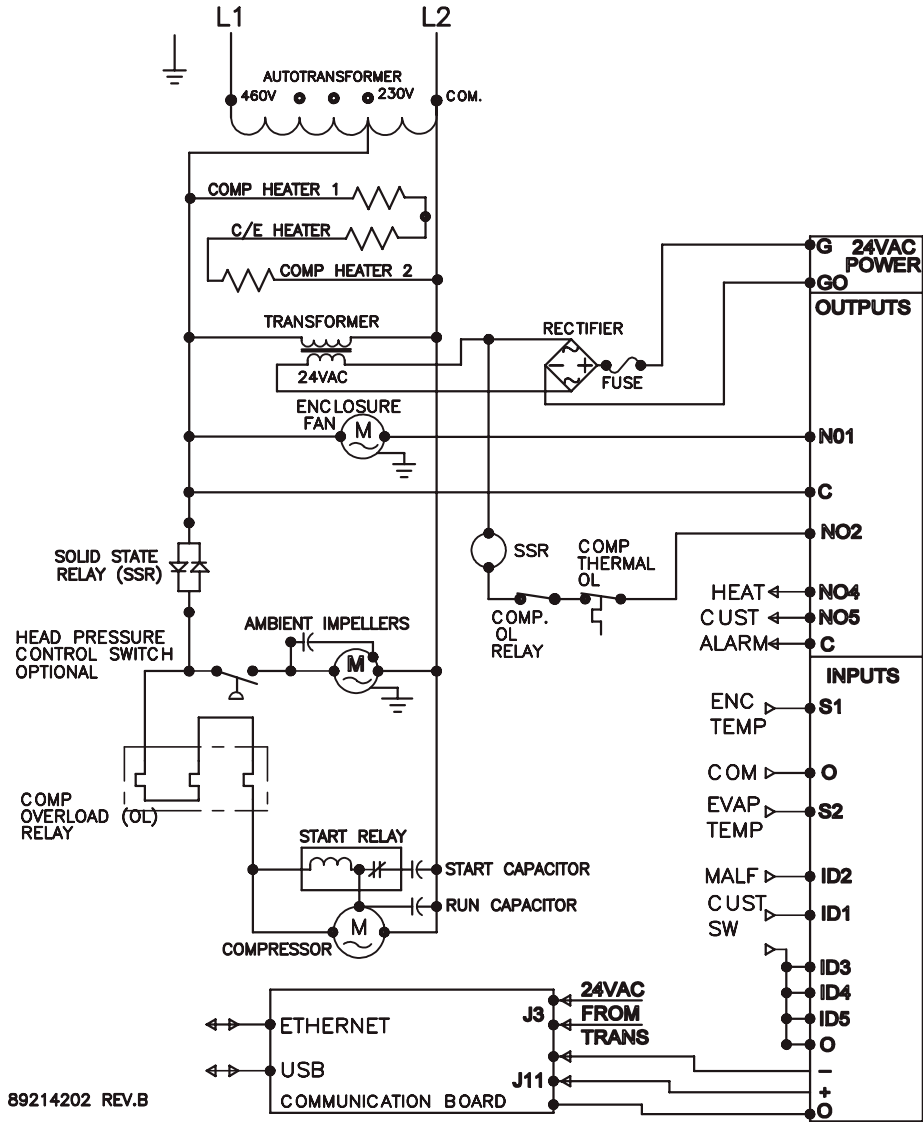 L1
L2
AUTOTRANSFORMER
460V
230V
COM.
COMP HEATER 1
C/E HEATER
COMP HEATER 2
TRANSFORMER
24VAC
RECTIFIER
- +
FUSE
G
24VAC
POWER
GO
OUTPUTS
ENCLOSURE
FAN
M
N01
C
NO2
SOLID STATE
RELAY (SSR)
SSR
COMP
THERMAL
OL
COMP.
OL
RELAY
HEAT
NO4
CUST
NO5
ALARM
C
HEAD PRESSURE
CONTROL SWITCH
OPTIONAL
AMBIENT IMPELLERS
M
INPUTS
ENC
TEMP
S1
COM
O
EVAP
TEMP
S2
COMP
OVERLOAD (OL)
RELAY
START RELAY
START CAPACITOR
RUN CAPACITOR
M
COMPRESSOR
MALF
ID2
CUST
SW
ID1
ID3
ID4
ID5
O
–
+
O
J3
24VAC
FROM
TRANS
ETHERNET
USB
J11
COMMUNICATION BOARD
89214202 REV.B